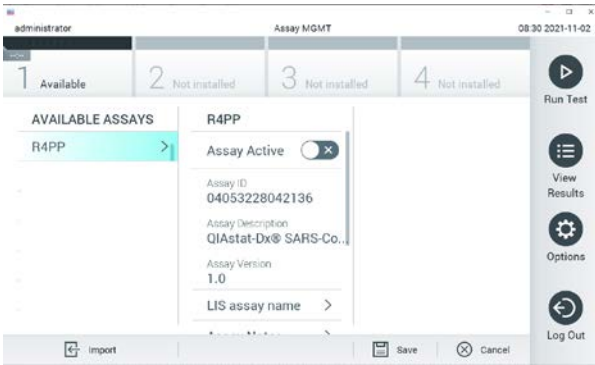 administrator
Assay MGMT
08:30 2021-11-02
1 Available
2 Not installed
3 Not installed
4 Not installed
Run Test
AVAILABLE ASSAYS
R4PP
R4PP
Assay Active
Assay ID
04053228042136
Assay Description
QIAstat-Dx® SARS-Co...
Assay Version
1.0
LIS assay name
View
Results
Options
Log Out
Import
Save
Cancel